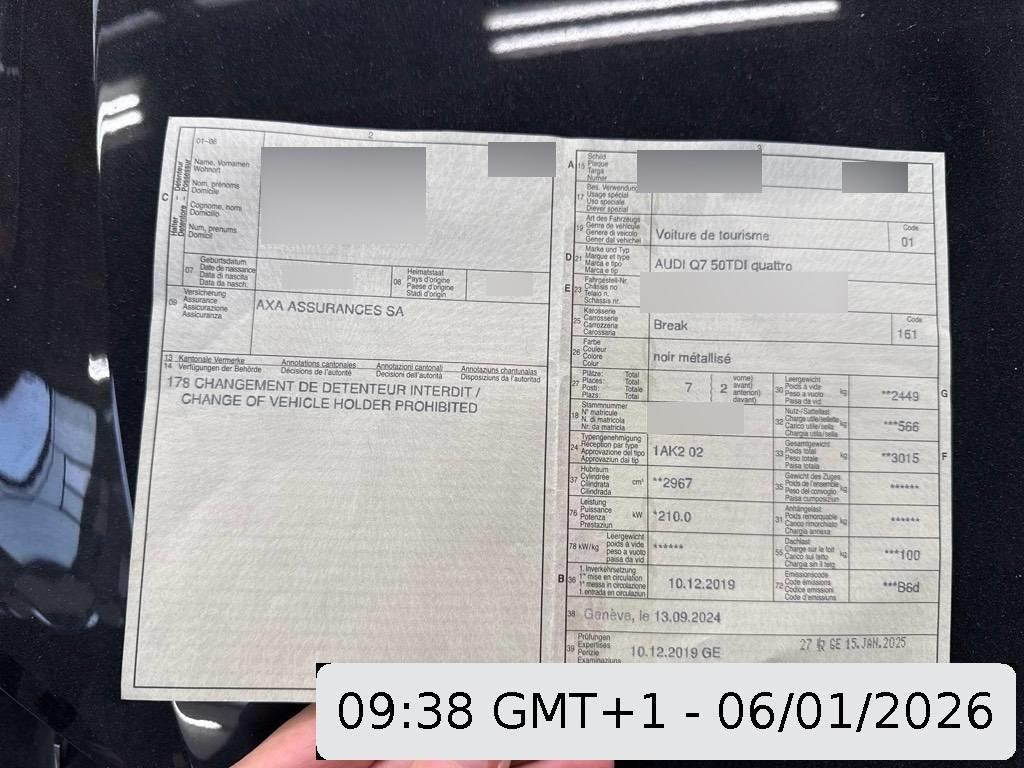 2
01-06
C
Halter Détenteur
Detentore Possessur
Name, Vornamen
Wohnort
Nom, prénoms
Domicile
Cognome, nomi
Domicilio
Num, prenums
Domicil
07
Geburtsdatum
Date de naissance
Data di nascita
Data da nasch.
08
Heimatstaat
Pays d'origine
Paese d'origine
Stadi d'origin
09
Versicherung
Assurance
Assicurazione
Assicuranza
AXA ASSURANCES SA
13 Kantonale Vermerke Annotations cantonales Annotazioni cantonali Annotaziuns chantunalas
14 Verfügungen der Behörde Décisions de l'autorité Decisioni dell'autorità Disposiziuns da l'autoritad
178 CHANGEMENT DE DETENTEUR INTERDIT /
CHANGE OF VEHICLE HOLDER PROHIBITED
3
A 15
Schild
Plaque
Targa
Numer
17
Bes. Verwendung
Usage spécial
Uso speciale
Diever spezial
19
Art des Fahrzeugs
Genre de véhicule
Genere di veicolo
Gener dal vehichel
Voiture de tourisme
Code
01
D 21
Marke und Typ
Marque et type
Marca e tipo
Marca e tip
AUDI Q7 50TDI quattro
E 23
Fahrgestell-Nr.
Châssis no
Telaio n.
Schassis nr.
25
Karosserie
Carrosserie
Carrozzeria
Carossaria
Break
Code
161
26
Farbe
Couleur
Colore
Colur
noir métallisé
27
Plätze: Total
Places: Total
Posti: Totale
Plazs: Total
7
2
vorne)
avant)
anteriori)
davant)
30
Leergewicht
Poids à vide
Peso a vuoto
Paisa da vid
kg
**2449
G
18
Stammnummer
N° matricule
N. di matricola
Nr. da matricla
32
Nutz-/Sattellast
Charge utile/sellette
Carico utile/sella
Chargia utila/sella
kg
***566
24
Typengenehmigung
Réception par type
Approvazione del tipo
Approvaziun dal tip
1AK2 02
33
Gesamtgewicht
Poids total
Peso totale
Paisa totala
kg
**3015
F
37
Hubraum
Cylindrée
Cilindrata
Cilindrada
cm³
**2967
35
Gewicht des Zuges
Poids de l'ensemble
Peso del convoglio
Paisa cumposiziun
kg
******
76
Leistung
Puissance
Potenza
Prestaziun
kW
*210.0
31
Anhängelast
Poids remorquable
Carico rimorchiato
Chargia annexa
kg
******
78 kW/kg
Leergewicht
poids à vide
peso a vuoto
paisa da vid
******
55
Dachlast
Charge sur le toit
Carico sul tetto
Chargia sin il tetg
kg
***100
B 36
1. Inverkehrsetzung
1re mise en circulation
1a messa in circolazione
1. entrada en circulaziun
10.12.2019
72
Emissionscode
Code émissions
Codice emissioni
Code d'emissiuns
***B6d
38
Genève, le 13.09.2024
39
Prüfungen
Expertises
Perizie
Examinaziuns
10.12.2019 GE
27 GE 15.JAN.2025
09:38 GMT+1 - 06/01/2026